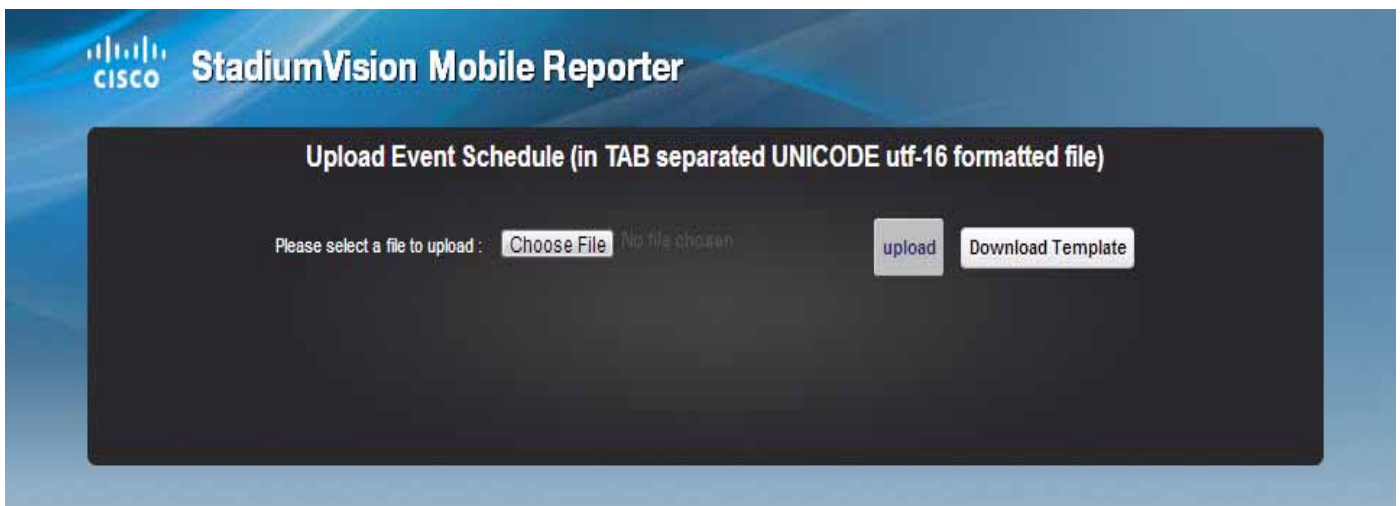 CISCO StadiumVision Mobile Reporter
Upload Event Schedule (in TAB separated UNICODE utf-16 formatted file)
Please select a file to upload : Choose File No file chosen upload Download Template